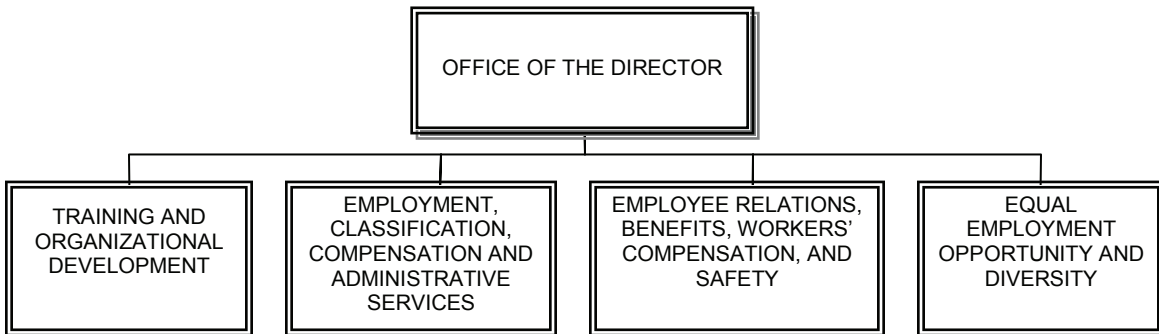 OFFICE OF THE DIRECTOR
TRAINING AND
ORGANIZATIONAL
DEVELOPMENT
EMPLOYMENT,
CLASSIFICATION,
COMPENSATION AND
ADMINISTRATIVE
SERVICES
EMPLOYEE RELATIONS,
BENEFITS, WORKERS’
COMPENSATION, AND
SAFETY
EQUAL
EMPLOYMENT
OPPORTUNITY AND
DIVERSITY